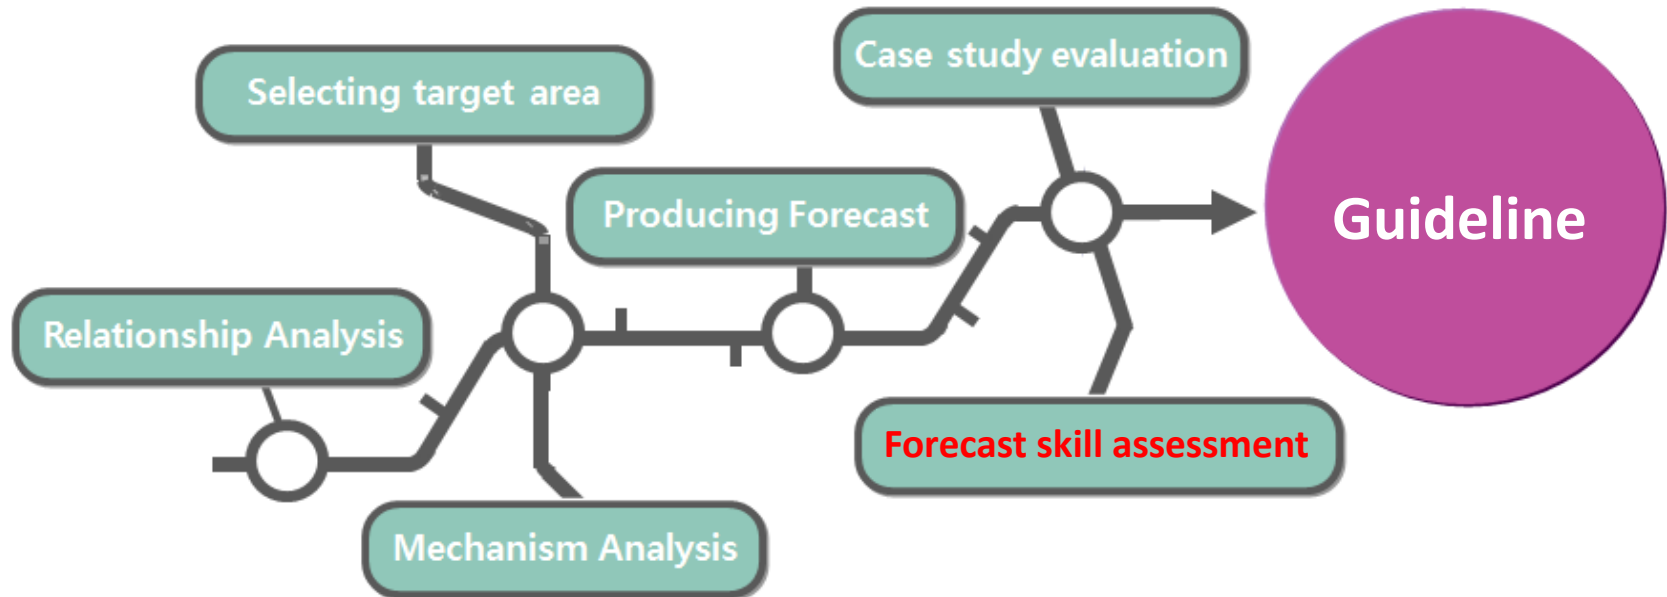 Case study evaluation
Selecting target area
Producing Forecast
Guideline
Relationship Analysis
Forecast skill assessment
Mechanism Analysis